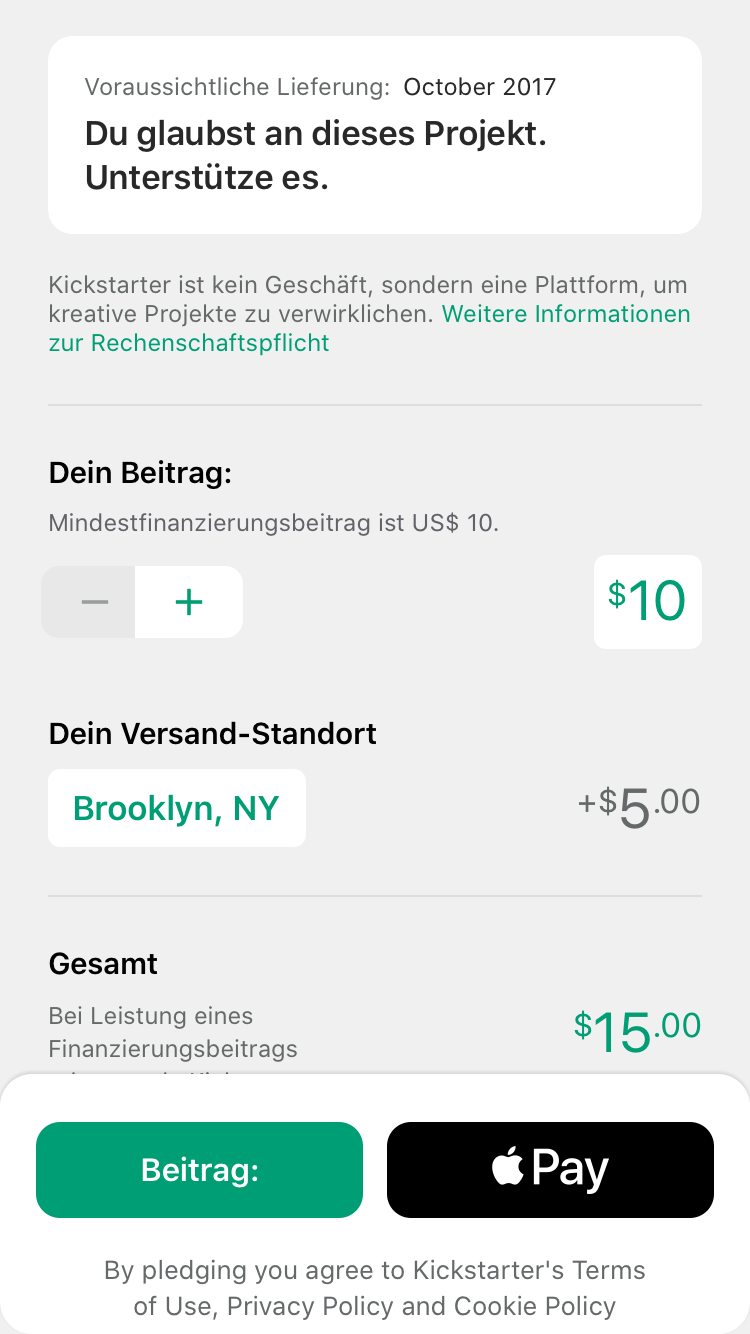 Voraussichtliche Lieferung: October 2017
Du glaubst an dieses Projekt.
Unterstütze es.
Kickstarter ist kein Geschäft, sondern eine Plattform, um
kreative Projekte zu verwirklichen. Weitere Informationen
zur Rechenschaftspflicht
Dein Beitrag:
Mindestfinanzierungsbeitrag ist US$ 10.
− +
$10
Dein Versand-Standort
Brooklyn, NY
+$5.00
Gesamt
Bei Leistung eines
Finanzierungsbeitrags
$15.00
Beitrag:
Pay
By pledging you agree to Kickstarter's Terms
of Use, Privacy Policy and Cookie Policy